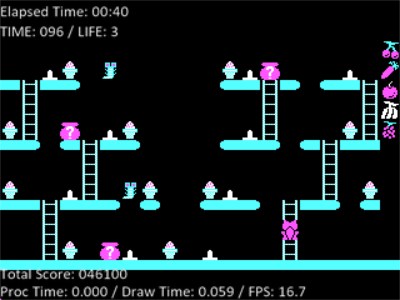 Elapsed Time: 00:40
TIME: 096 / LIFE: 3
?
?
?
Total Score: 046100
Proc Time: 0.000 / Draw Time: 0.059 / FPS: 16.7